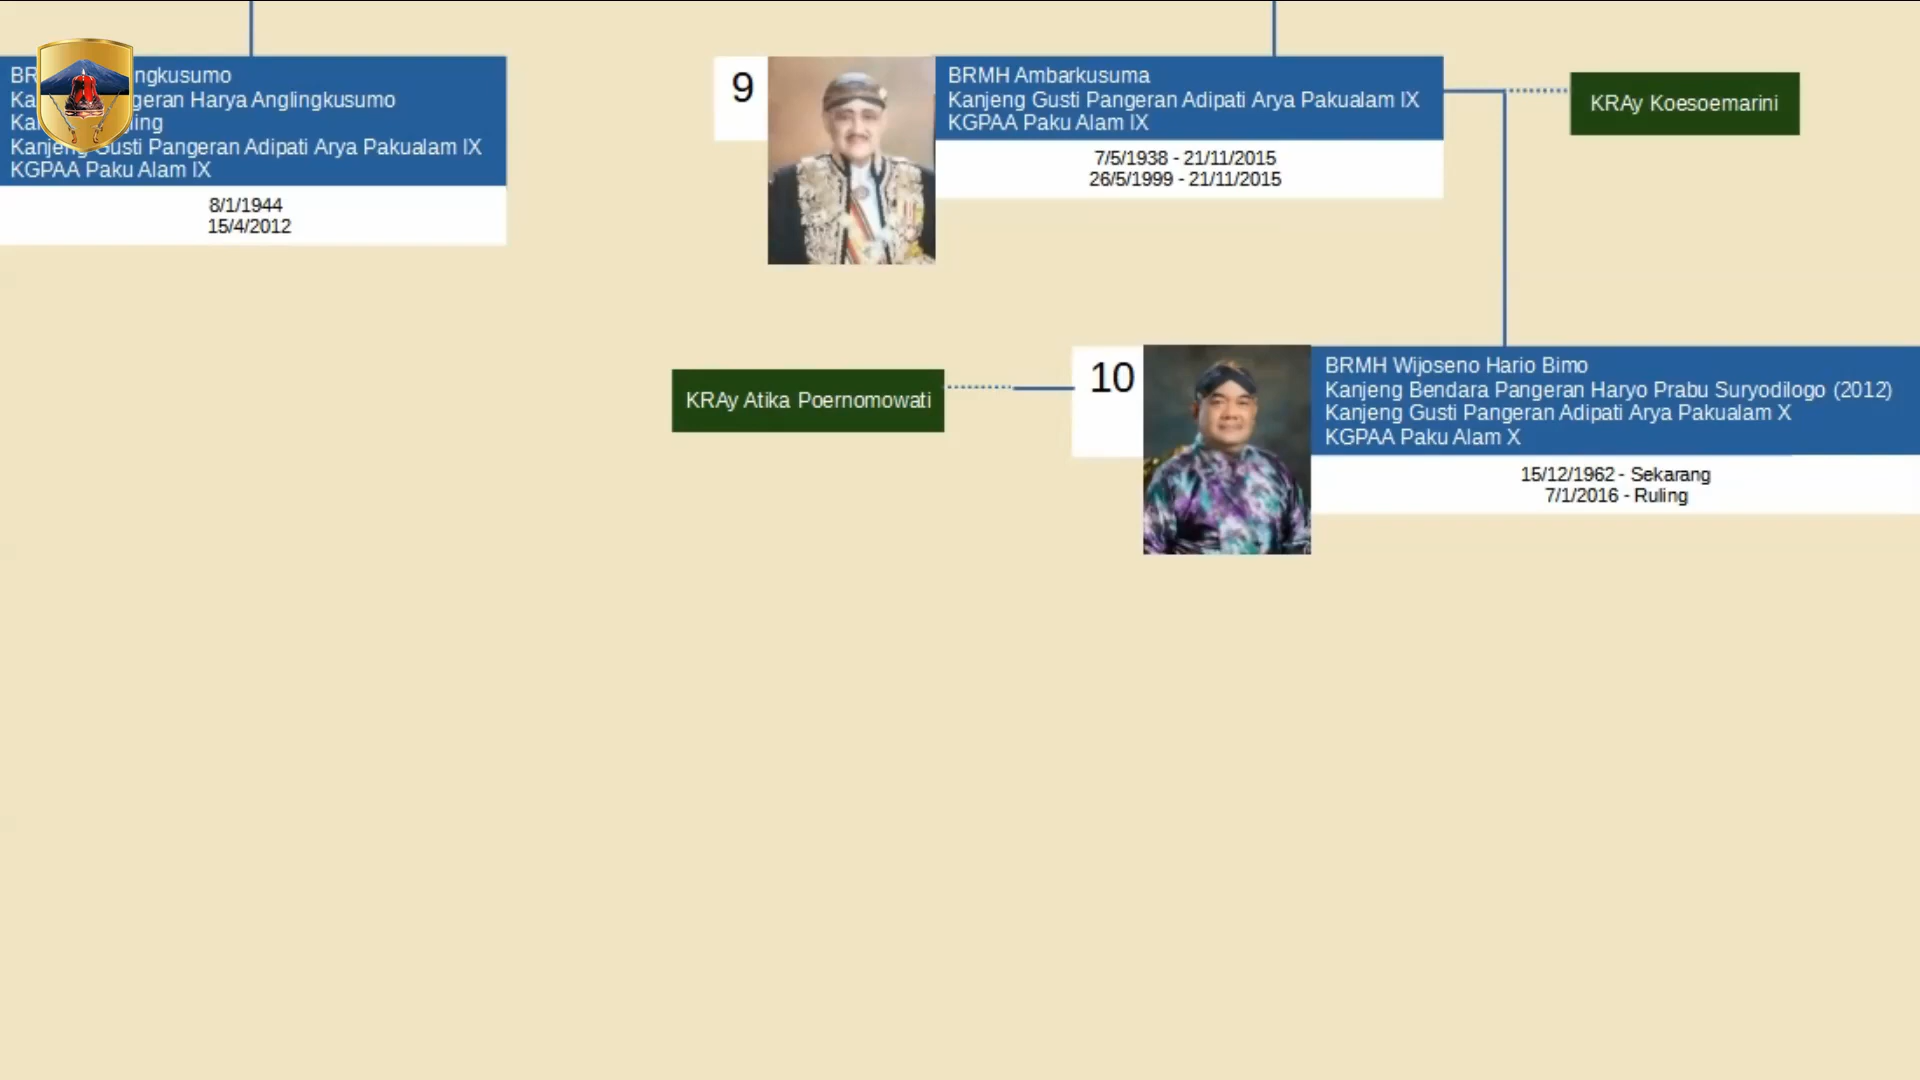 BR ngkusumo
Ka geran Harya Anglingkusumo
Ka ing
Kanjeng Gusti Pangeran Adipati Arya Pakualam IX
KGPAA Paku Alam IX
8/1/1944
15/4/2012
9
BRMH Ambarkusuma
Kanjeng Gusti Pangeran Adipati Arya Pakualam IX
KGPAA Paku Alam IX
7/5/1938 - 21/11/2015
26/5/1999 - 21/11/2015
KRAy Koesoemarini
KRAy Atika Poernomowati
10
BRMH Wijoseno Hario Bimo
Kanjeng Bendara Pangeran Haryo Prabu Suryodilogo (2012)
Kanjeng Gusti Pangeran Adipati Arya Pakualam X
KGPAA Paku Alam X
15/12/1962 - Sekarang
7/1/2016 - Ruling